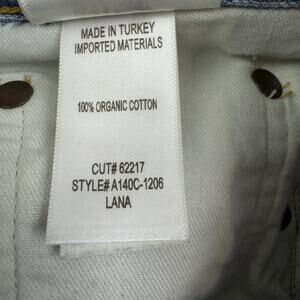 MADE IN TURKEY
IMPORTED MATERIALS
100% ORGANIC COTTON
CUT# 62217
STYLE# A140C-1206
LANA